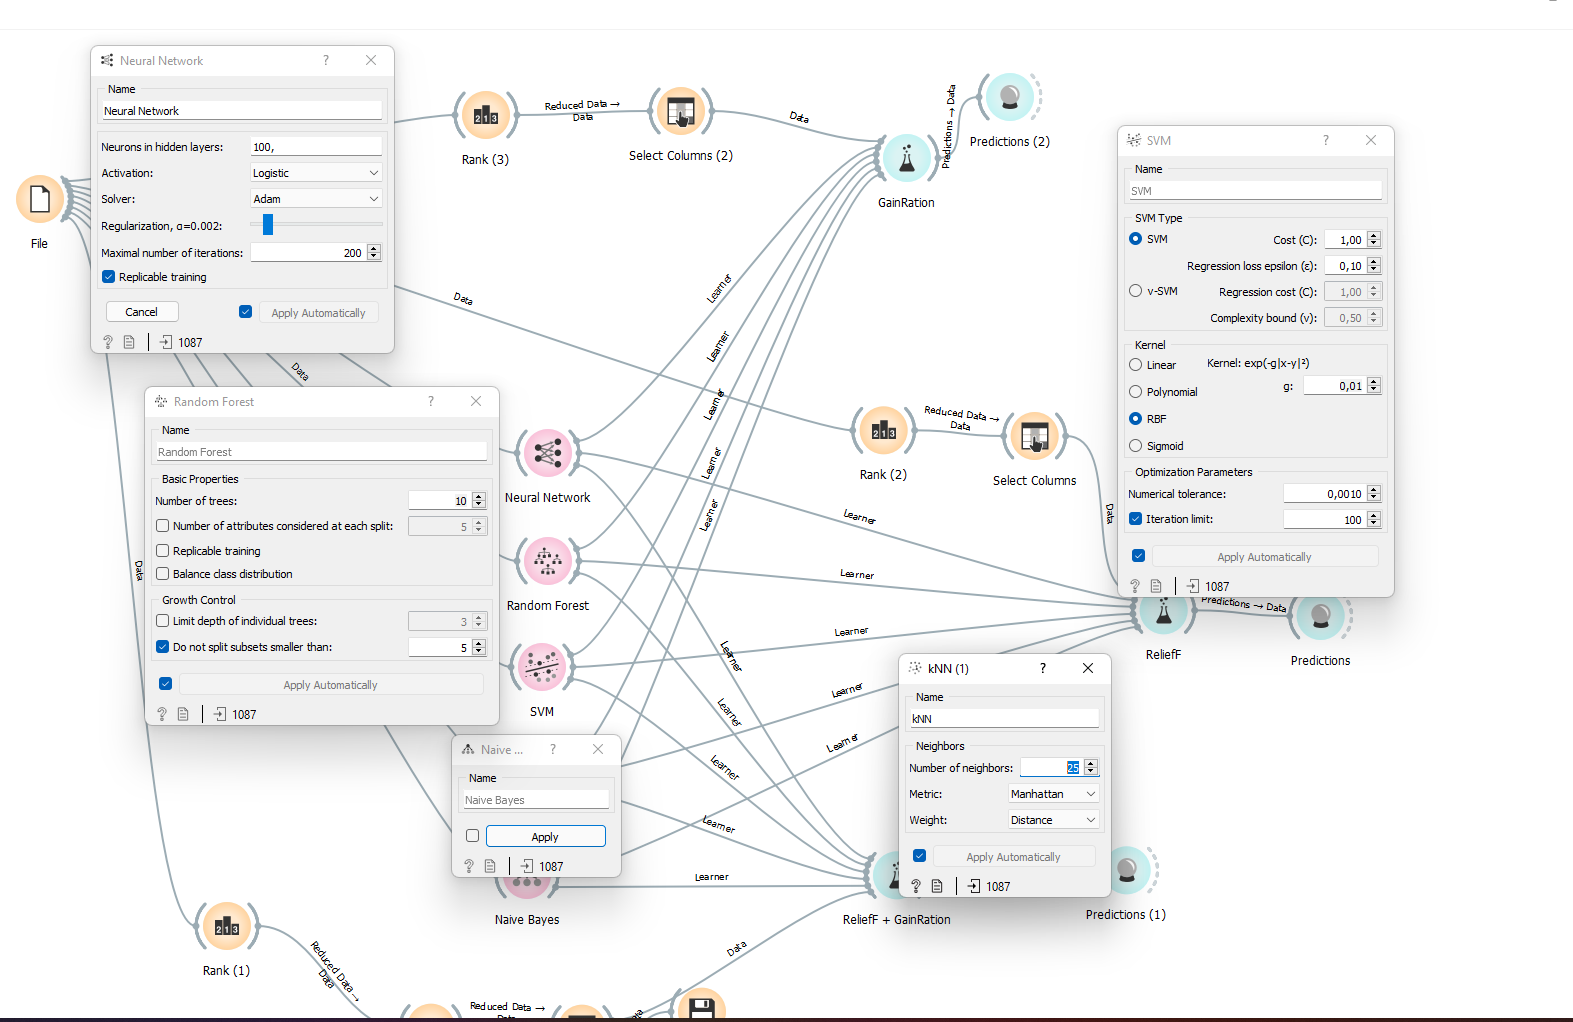 Neural Network
?
Name
Neural Network
Neurons in hidden layers: 100,
Activation: Logistic
Solver: Adam
Regularization, α=0.002:
Maximal number of iterations: 200
Replicable training
Cancel
Apply Automatically
? 1087
File
213
Rank (3)
Reduced Data →
Data
Select Columns (2)
Data
GainRation
Predictions → Data
Predictions (2)
SVM
?
Name
SVM
SVM Type
SVM
Cost (C): 1,00
Regression loss epsilon (ε): 0,10
ν-SVM
Regression cost (C): 1,00
Complexity bound (ν): 0,50
Kernel
Linear
Kernel: exp(-g|x-y|²)
Polynomial
g: 0,01
RBF
Sigmoid
Optimization Parameters
Numerical tolerance: 0,0010
Iteration limit: 100
Apply Automatically
? 1087
Data
Data
Learner
Learner
Learner
Learner
Learner
Random Forest
?
Name
Random Forest
Basic Properties
Number of trees: 10
Number of attributes considered at each split: 5
Replicable training
Balance class distribution
Growth Control
Limit depth of individual trees: 3
Do not split subsets smaller than: 5
Apply Automatically
? 1087
Neural Network
Random Forest
SVM
213
Rank (2)
Reduced Data →
Data
Select Columns
Data
Learner
Learner
Learner
Learner
Learner
ReliefF
Predictions → Data
Predictions
Data
Learner
Learner
Learner
Learner
Learner
Naive ...
?
Name
Naive Bayes
Apply
? 1087
Naive Bayes
kNN (1)
?
Name
kNN
Neighbors
Number of neighbors: 25
Metric: Manhattan
Weight: Distance
Apply Automatically
? 1087
ReliefF + GainRation
Predictions (1)
213
Rank (1)
Reduced Data →
Data
Reduced Data →
Data